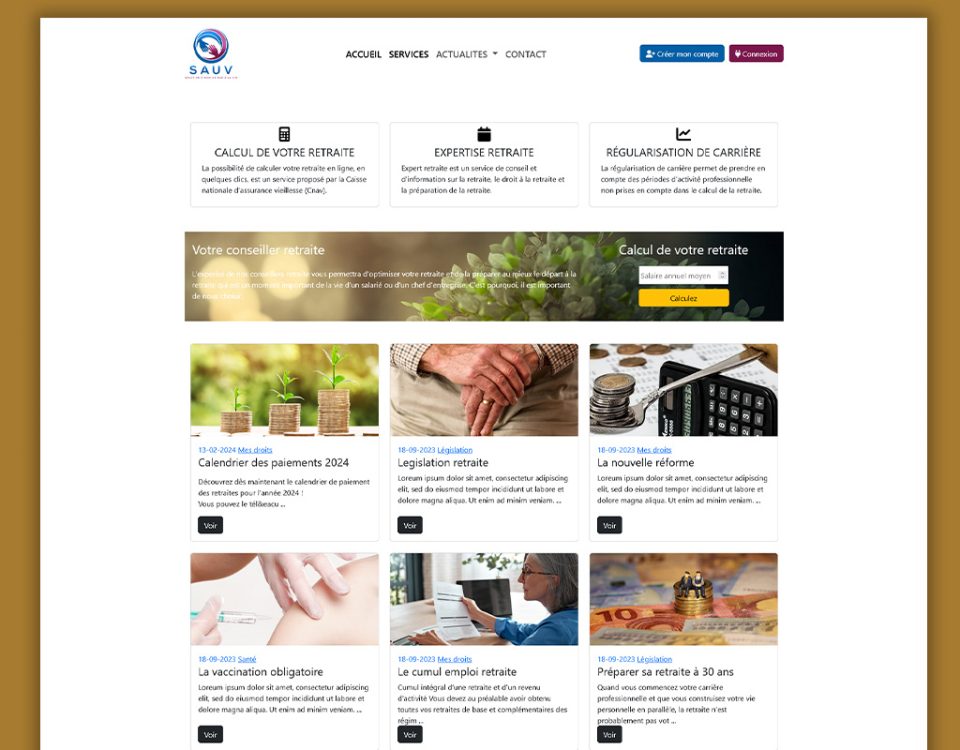 SAUV
ACCUEIL SERVICES ACTUALITES CONTACT
Créer mon compte
Connexion
CALCUL DE VOTRE RETRAITE
La possibilité de calculer votre retraite en ligne, en
quelques clics, est un service proposé par la Caisse
nationale d'assurance vieillesse (Cnav).
EXPERTISE RETRAITE
Expert retraite est un service de conseil et
d'information sur la retraite, le droit à la retraite et
la préparation de la retraite.
RÉGULARISATION DE CARRIÈRE
La régularisation de carrière permet de prendre en
compte des périodes d'activité professionnelle
non prises en compte dans le calcul de la retraite.
Votre conseiller retraite
L'expertise de nos conseillers retraite vous permettra d'optimiser votre retraite et de la préparer au mieux le départ à la
retraite qui est un moment important de la vie d'un salarié ou d'un chef d'entreprise. C'est pourquoi, il est important
de nous choisir.
Calcul de votre retraite
Salaire annuel moyen
Calculez
13-02-2024 Mes droits
Calendrier des paiements 2024
Découvrez dès maintenant le calendrier de paiement
des retraites pour l'année 2024 !
Vous pouvez le
Voir
18-09-2023 Législation
Legislation retraite
Loreum ipsum dolor sit amet, consectetur adipiscing
elit, sed do eiusmod tempor incididunt ut labore et
dolore magna aliqua. Ut enim ad minim veniam. ...
Voir
18-09-2023 Mes droits
La nouvelle réforme
Loreum ipsum dolor sit amet, consectetur adipiscing
elit, sed do eiusmod tempor incididunt ut labore et
dolore magna aliqua. Ut enim ad minim veniam. ...
Voir
18-09-2023 Santé
La vaccination obligatoire
Loreum ipsum dolor sit amet, consectetur adipiscing
elit, sed do eiusmod tempor incididunt ut labore et
dolore magna aliqua. Ut enim ad minim veniam. ...
Voir
18-09-2023 Mes droits
Le cumul emploi retraite
Cumul intégral d'une retraite et d'un revenu
d'activité Vous devez au préalable avoir obtenu
toutes vos retraites de base et complémentaires des
régim ...
Voir
10
18-09-2023 Législation
Préparer sa retraite à 30 ans
Quand vous commencez votre carrière
professionnelle et que vous construisez votre vie
personnelle en parallèle, la retraite n'est
probablement pas vot ...
Voir